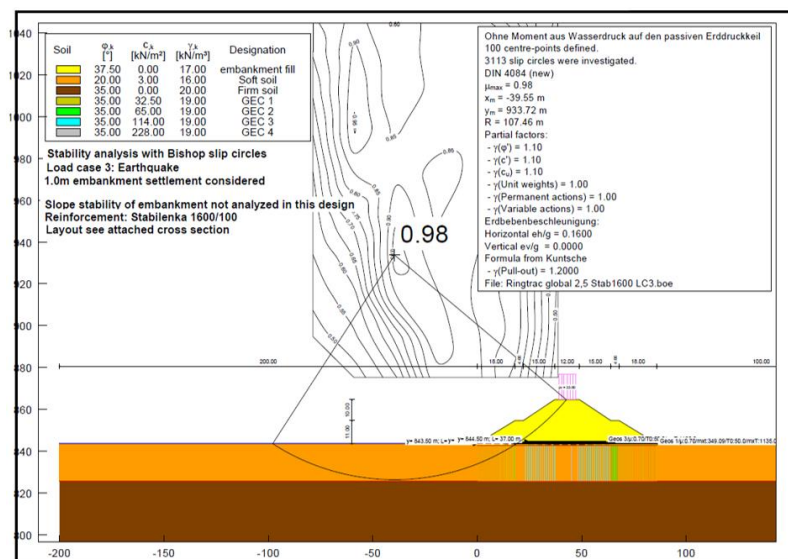 Soil φ,k [°] c,k [kN/m²] γ,k [kN/m³] Designation
37.50 0.00 17.00 embankment fill
20.00 3.00 16.00 Soft soil
35.00 0.00 20.00 Firm soil
35.00 32.50 19.00 GEC 1
35.00 65.00 19.00 GEC 2
35.00 114.00 19.00 GEC 3
35.00 228.00 19.00 GEC 4
Stability analysis with Bishop slip circles
Load case 3: Earthquake
1.0m embankment settlement considered
Slope stability of embankment not analyzed in this design
Reinforcement: Stabilenka 1600/100
Layout see attached cross section
Ohne Moment aus Wasserdruck auf den passiven Erddruckkeil
100 centre-points defined.
3113 slip circles were investigated.
DIN 4084 (new)
μmax = 0.98
xm = -39.55 m
ym = 933.72 m
R = 107.46 m
Partial factors:
- γ(φ') = 1.10
- γ(c') = 1.10
- γ(cu) = 1.10
- γ(Unit weights) = 1.00
- γ(Permanent actions) = 1.00
- γ(Variable actions) = 1.00
Erdbebenbeschleunigung:
Horizontal eh/g = 0.1600
Vertical ev/g = 0.0000
Formula from Kuntsche
- γ(Pull-out) = 1.2000
File: Ringtrac global 2,5 Stab1600 LC3.boe
0.98
1040
1020
1000
980
960
940
920
900
880
860
840
820
800
200.00 18.00 15.00 12.00 15.00 18.00 100.00
10.00
11.00
y= 843.50 m; L= y= 844.50 m; L= 37.00 m
-200 -150 -100 -50 0 50 100